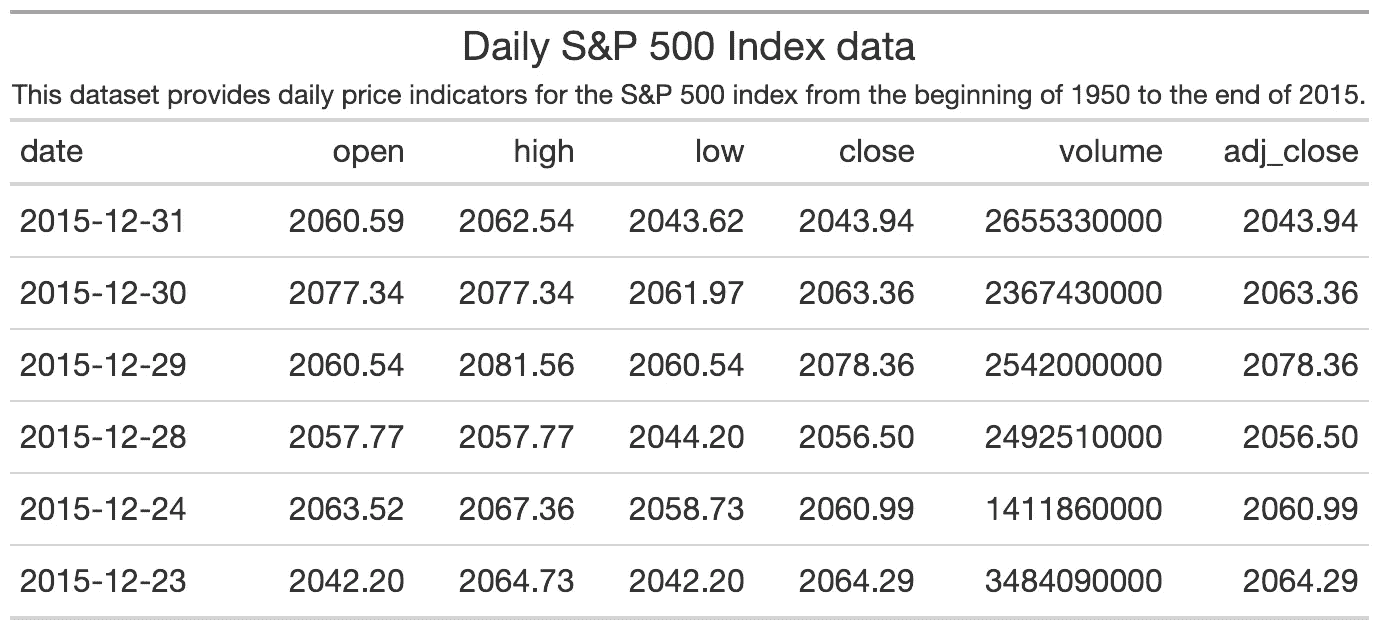 Daily S&P 500 Index data
This dataset provides daily price indicators for the S&P 500 index from the beginning of 1950 to the end of 2015.
date open high low close volume adj_close
2015-12-31 2060.59 2062.54 2043.62 2043.94 2655330000 2043.94
2015-12-30 2077.34 2077.34 2061.97 2063.36 2367430000 2063.36
2015-12-29 2060.54 2081.56 2060.54 2078.36 2542000000 2078.36
2015-12-28 2057.77 2057.77 2044.20 2056.50 2492510000 2056.50
2015-12-24 2063.52 2067.36 2058.73 2060.99 1411860000 2060.99
2015-12-23 2042.20 2064.73 2042.20 2064.29 3484090000 2064.29